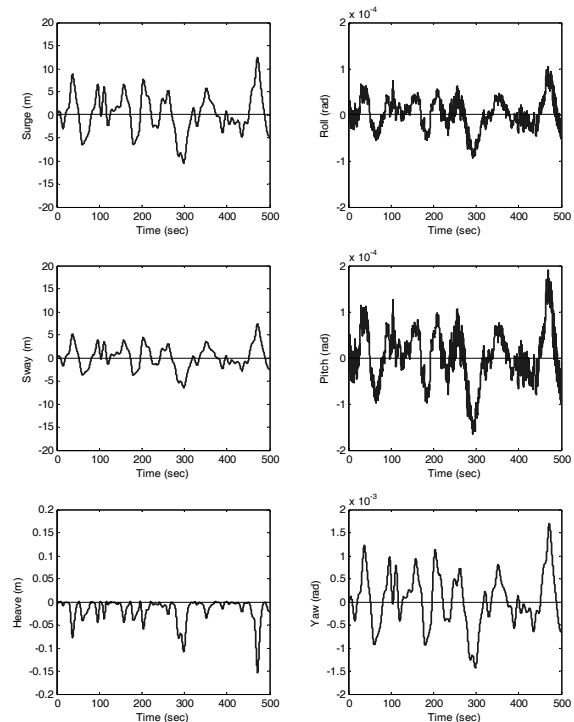 20
15
10
5
0
-5
-10
-15
-20
Surge (m)
0 100 200 300 400 500
Time (sec)
x 10⁻⁴
2
1
0
-1
-2
Roll (rad)
0 100 200 300 400 500
Time (sec)
20
15
10
5
0
-5
-10
-15
-20
Sway (m)
0 100 200 300 400 500
Time (sec)
x 10⁻⁴
2
1
0
-1
-2
Pitch (rad)
0 100 200 300 400 500
Time (sec)
0.2
0.15
0.1
0.05
0
-0.05
-0.1
-0.15
0.2
Heave (m)
0 100 200 300 400 500
Time (sec)
x 10⁻³
2
1.5
1
0.5
0
-0.5
-1
-1.5
-2
Yaw (rad)
0 100 200 300 400 500
Time (sec)